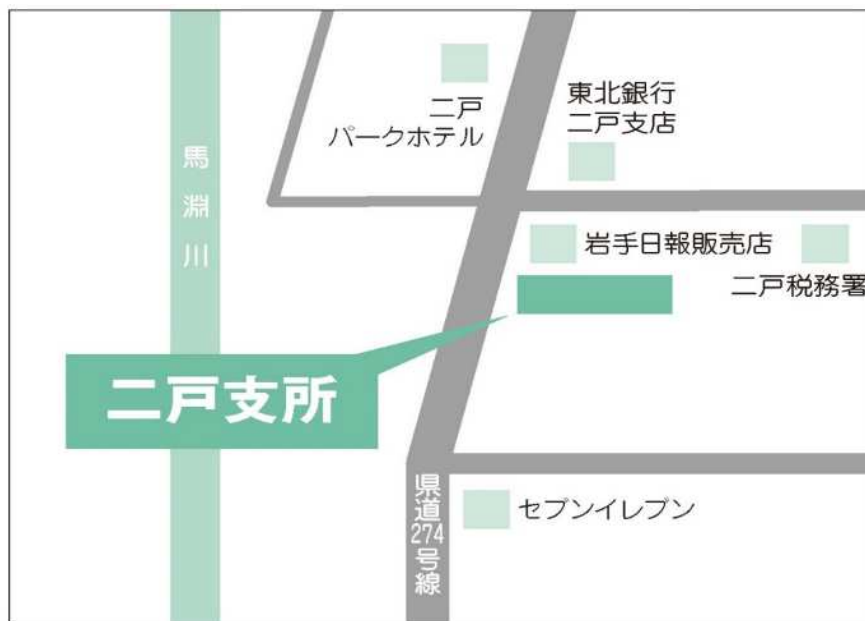 二戸
パークホテル
東北銀行
二戸支店
馬淵川
岩手日報販売店
二戸税務署
二戸支所
県道274号線
セブンイレブン